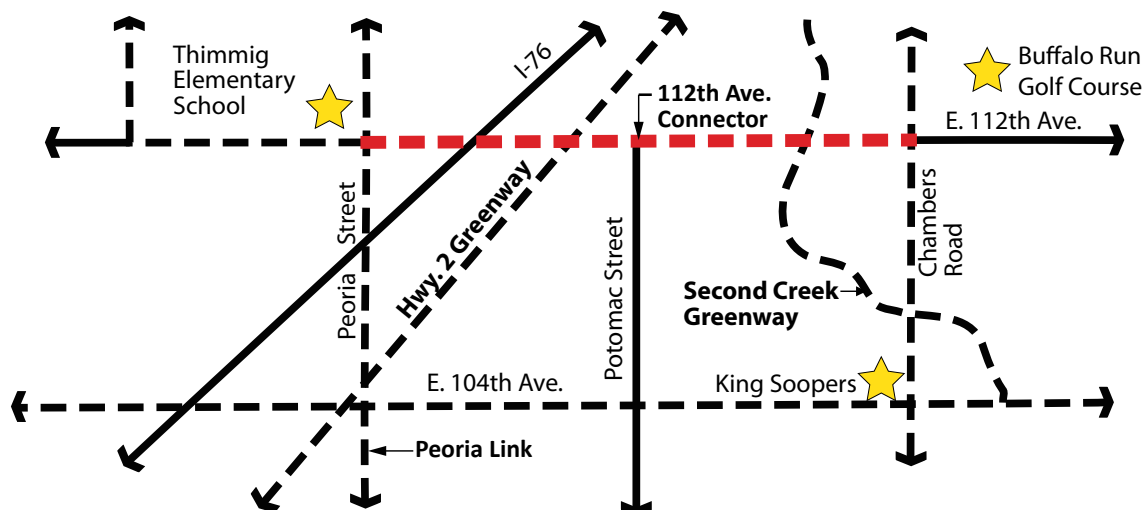 Thimmig
Elementary
School
I-76
112th Ave.
Connector
Buffalo Run
Golf Course
E. 112th Ave.
Peoria Street
Hwy. 2 Greenway
Potomac Street
Second Creek
Greenway
Chambers
Road
E. 104th Ave.
King Soopers
Peoria Link